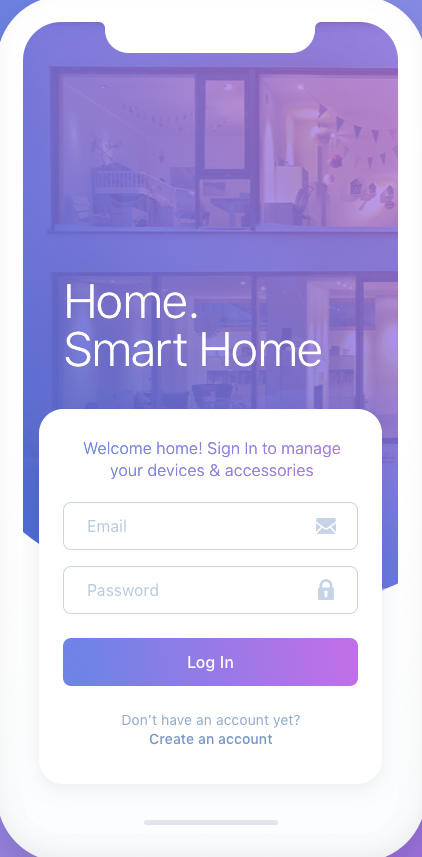 Home.
Smart Home
Welcome home! Sign In to manage
your devices & accessories
Email
Password
Log In
Don't have an account yet?
Create an account